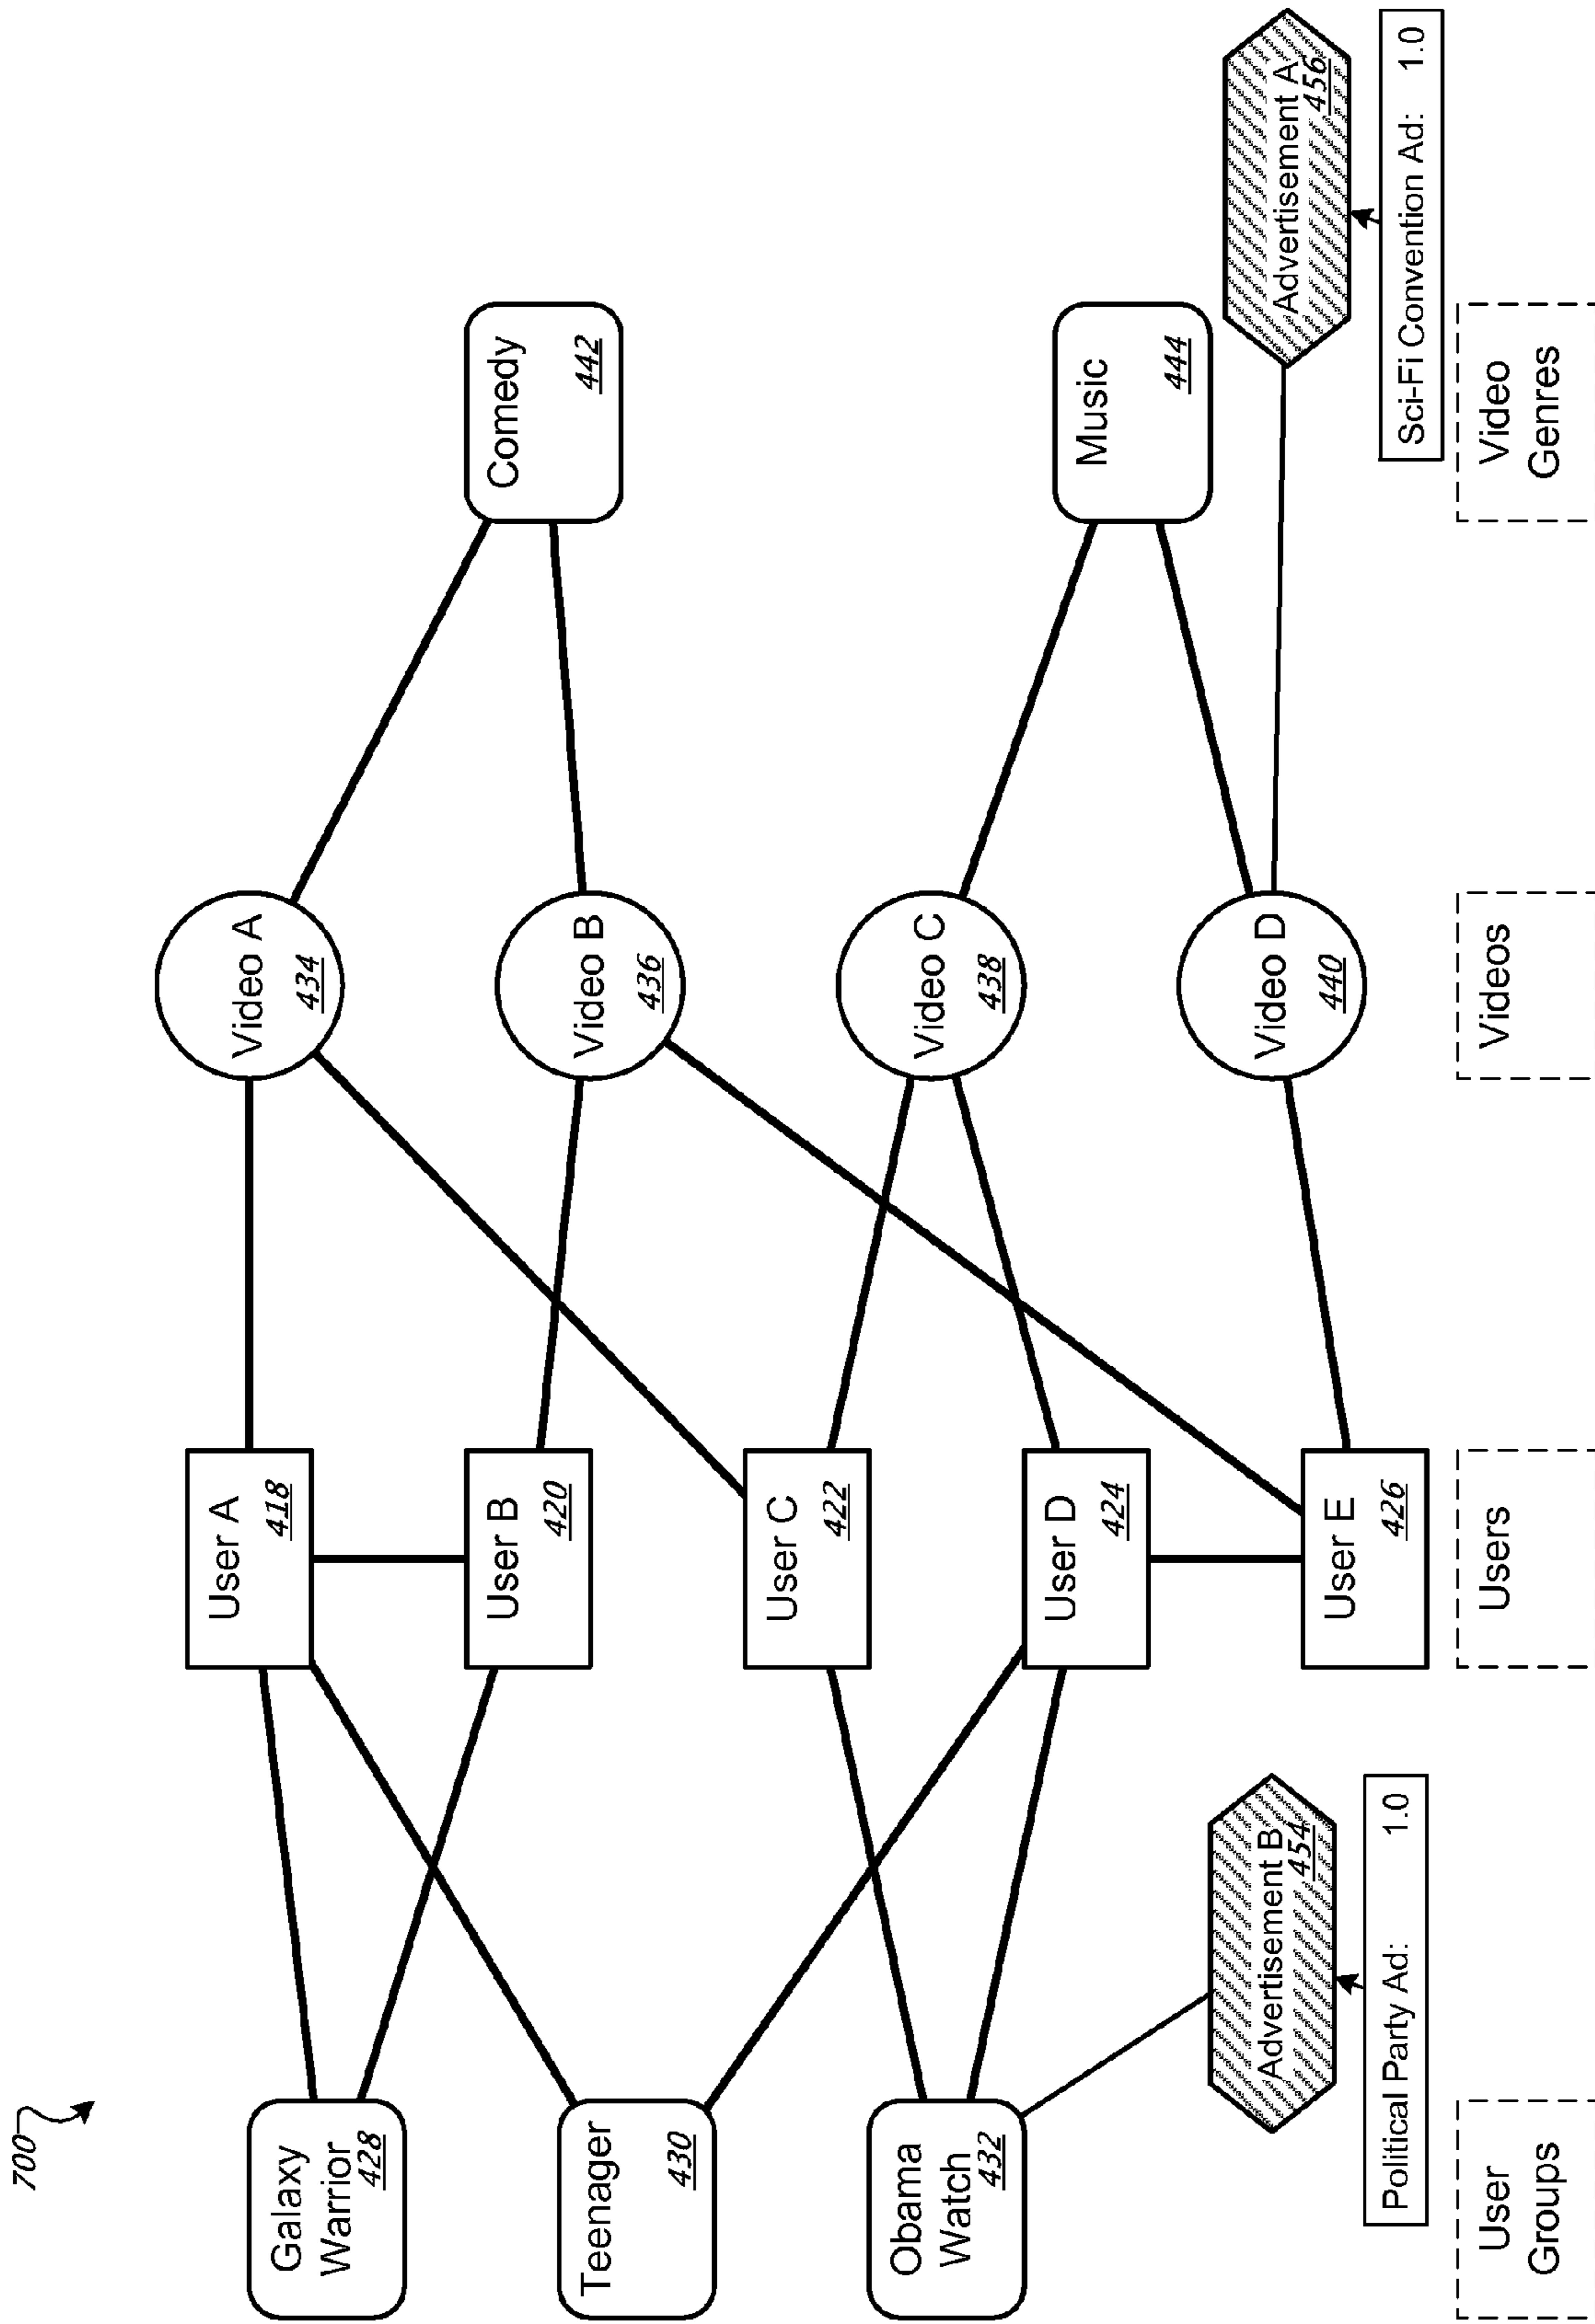 700
Galaxy
Warrior
428
Teenager
430
Obama
Watch
432
Advertisement B
454
Political Party Ad: 1.0
User
Groups
User A
418
User B
420
User C
422
User D
424
User E
426
Users
Video A
434
Video B
436
Video C
438
Video D
440
Videos
Comedy
442
Music
444
Advertisement A
456
Sci-Fi Convention Ad: 1.0
Video
Genres